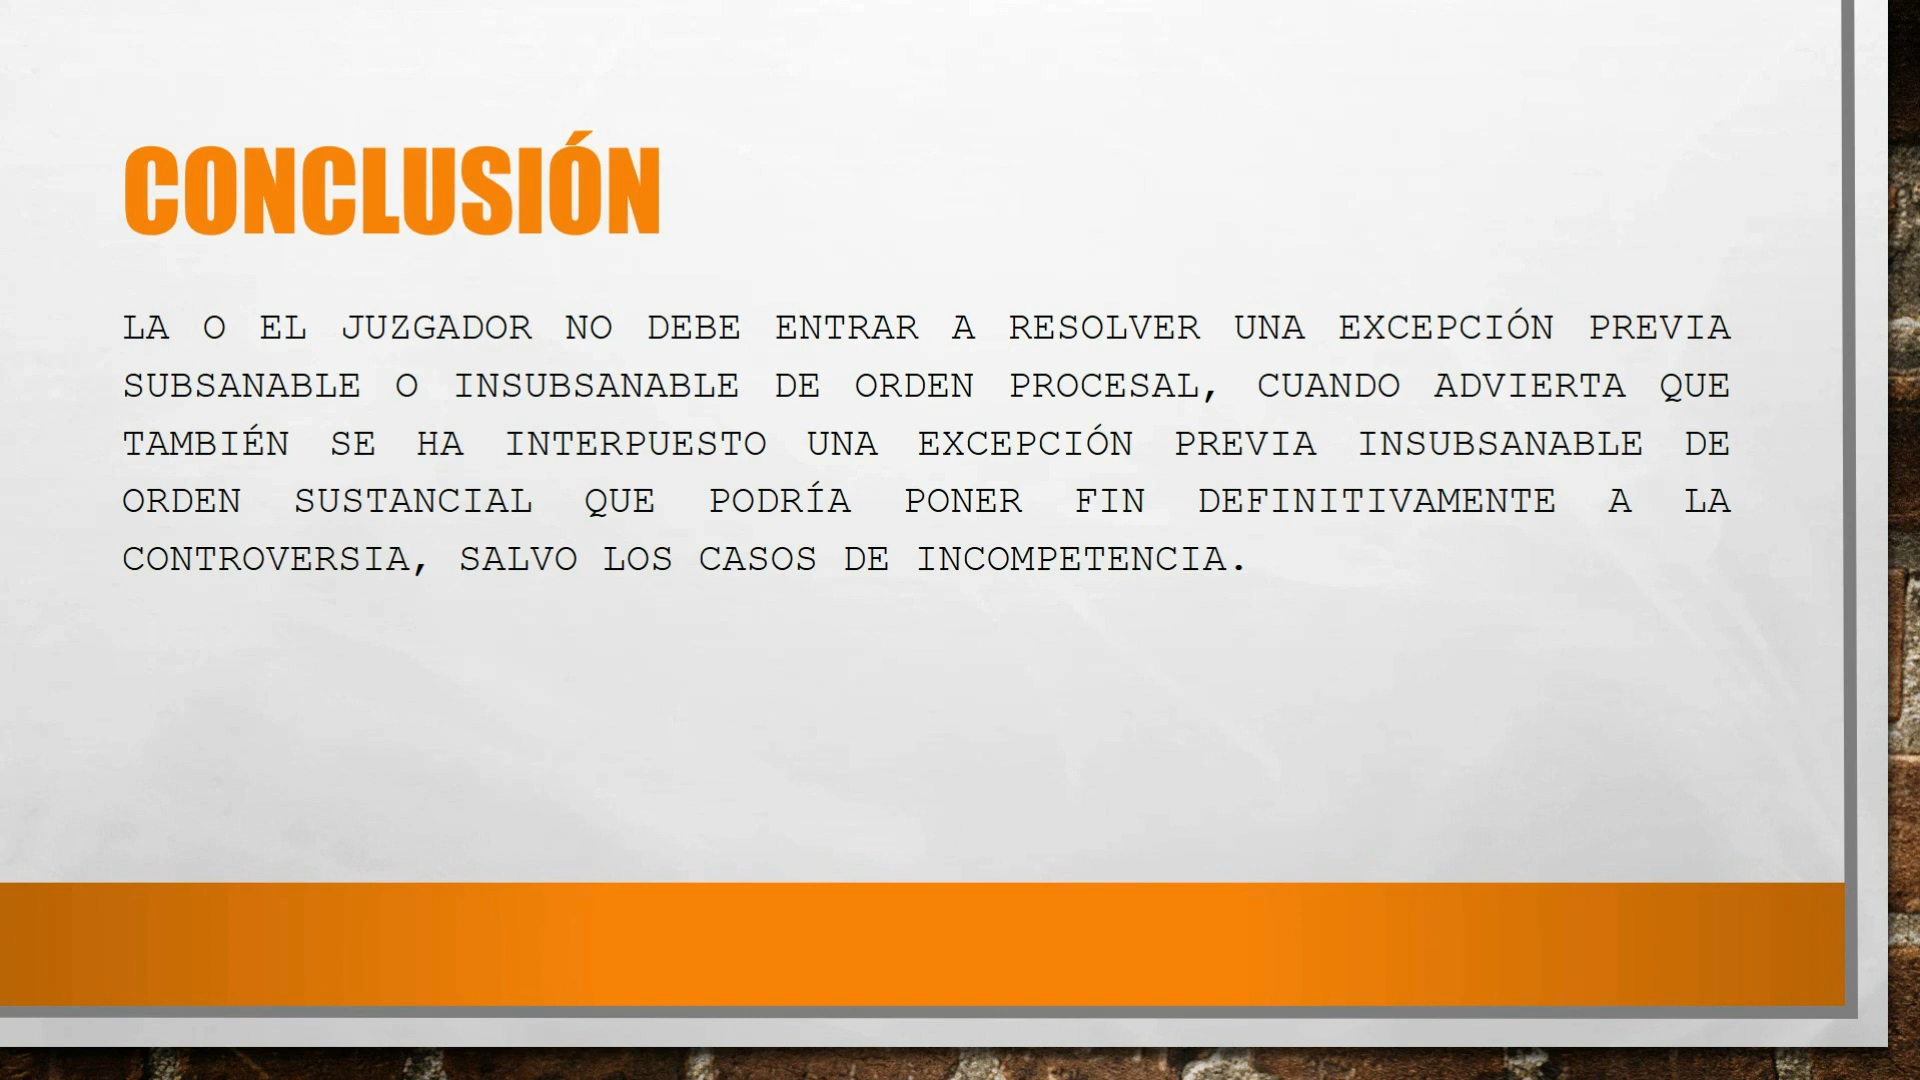 CONCLUSIÓN
LA O EL JUZGADOR NO DEBE ENTRAR A RESOLVER UNA EXCEPCIÓN PREVIA
SUBSANABLE O INSUBSANABLE DE ORDEN PROCESAL, CUANDO ADVIERTA QUE
TAMBIÉN SE HA INTERPUESTO UNA EXCEPCIÓN PREVIA INSUBSANABLE DE
ORDEN SUSTANCIAL QUE PODRÍA PONER FIN DEFINITIVAMENTE A LA
CONTROVERSIA, SALVO LOS CASOS DE INCOMPETENCIA.